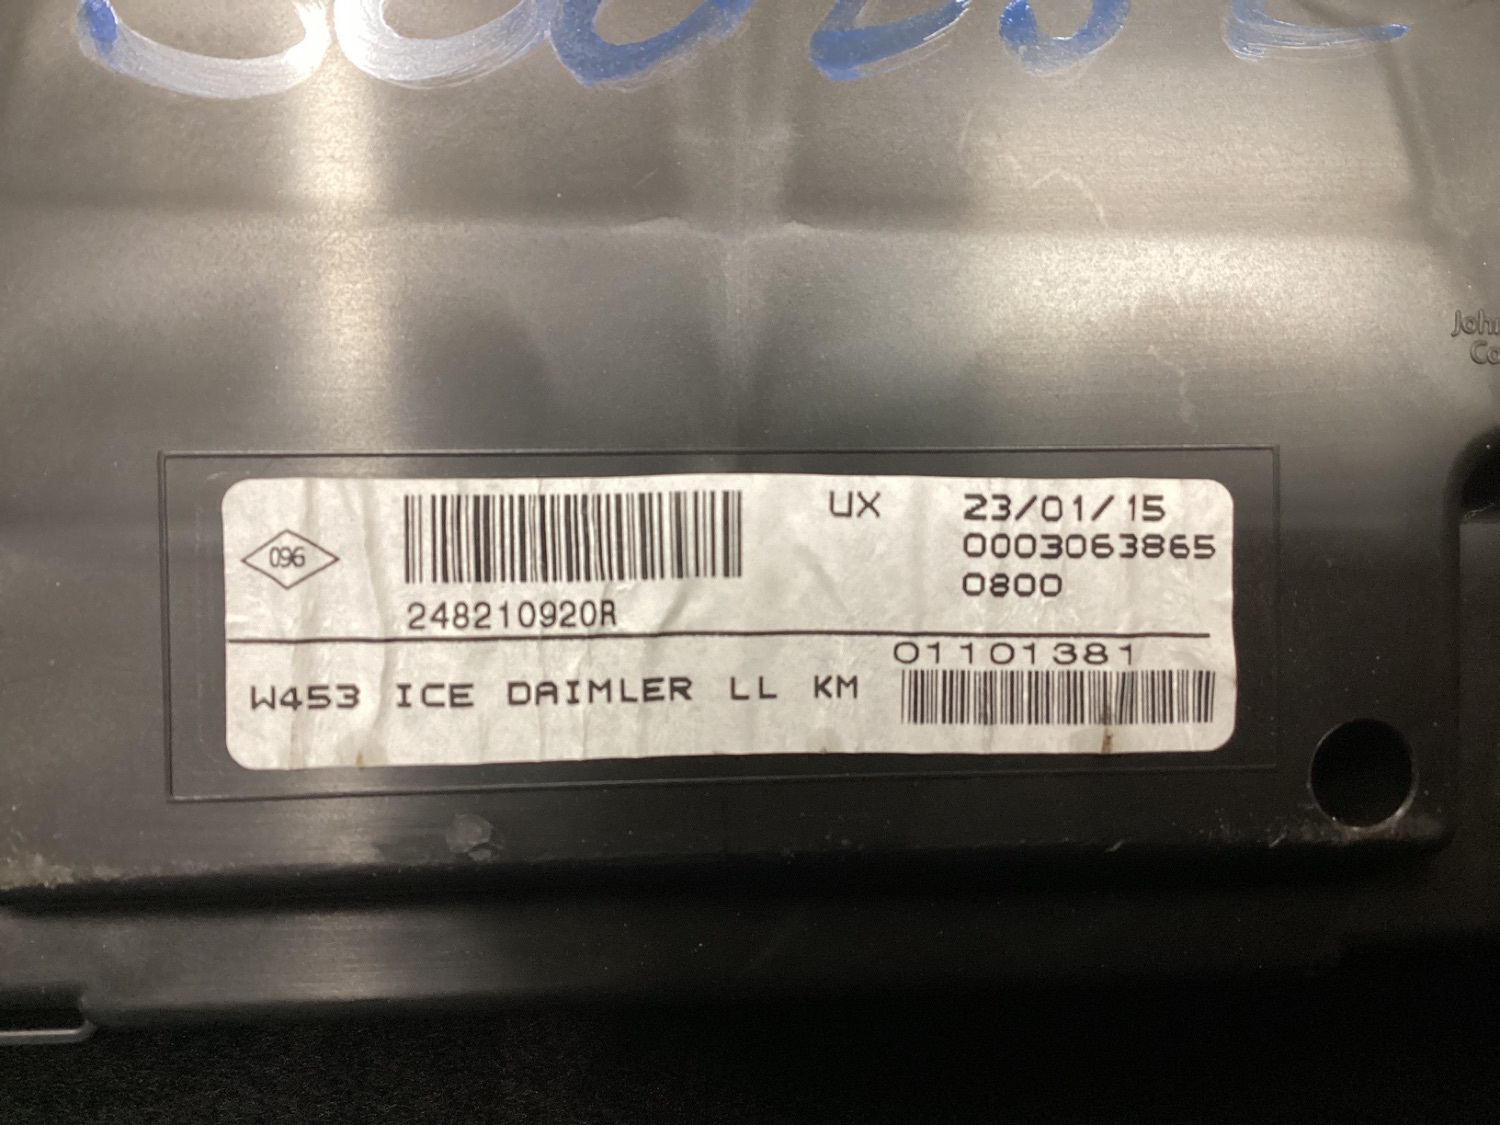 UX 23/01/15
0003063865
096
0800
248210920R
01101381
W453 ICE DAIMLER LL KM